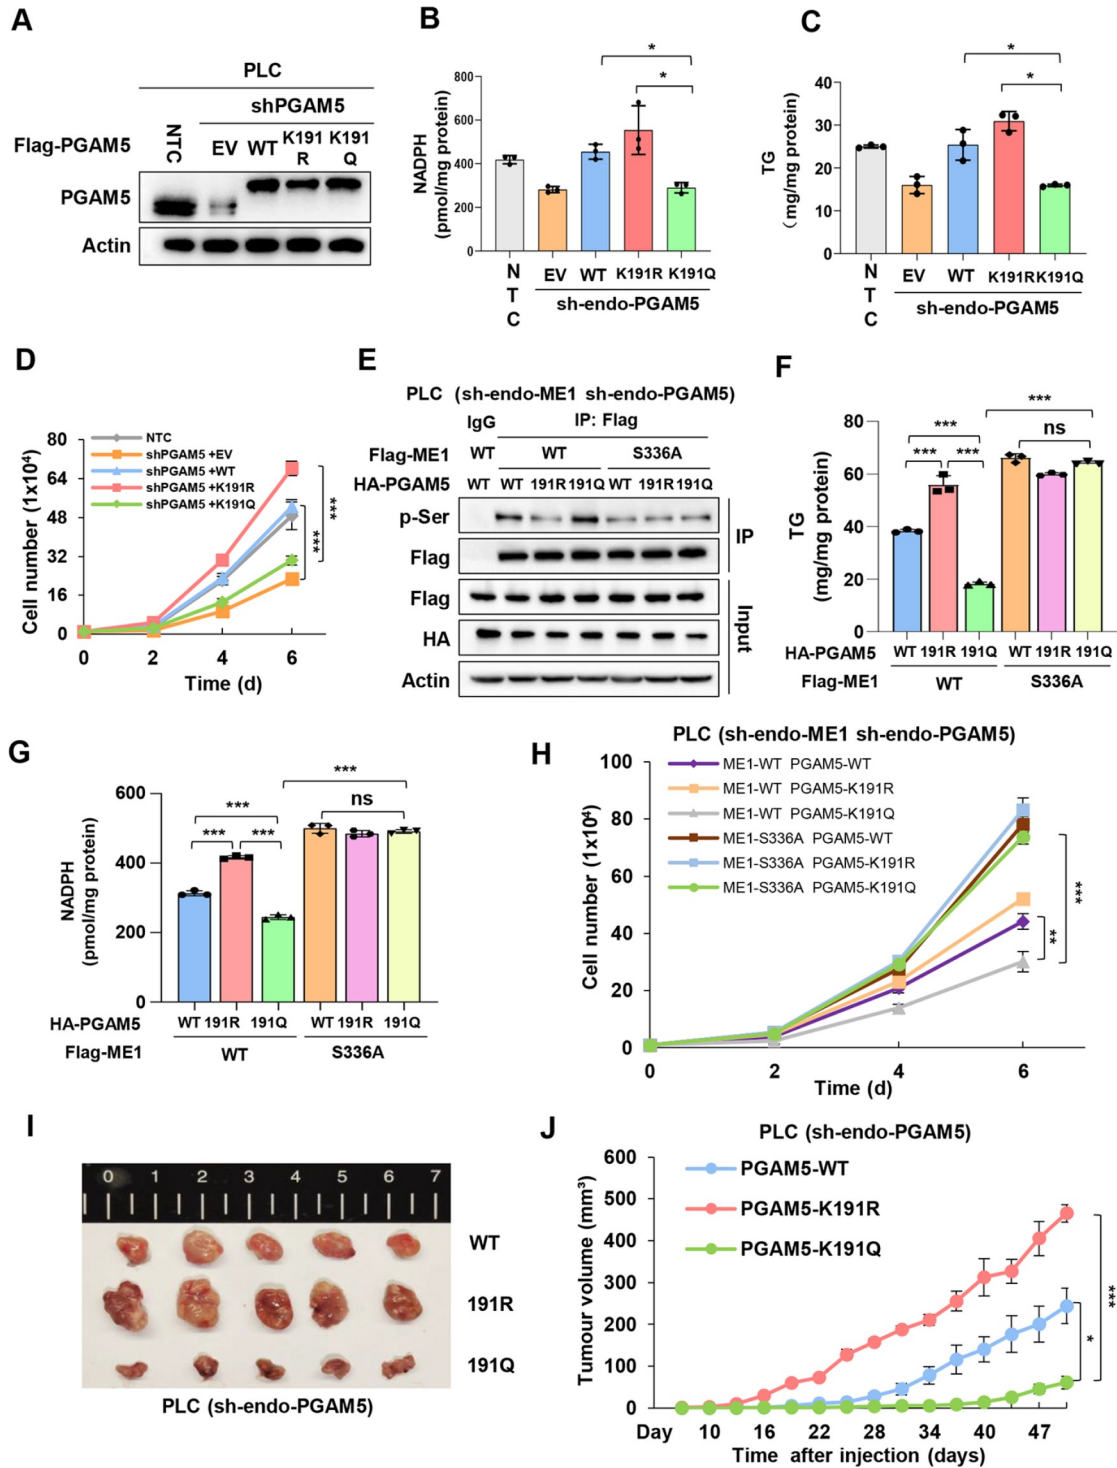 A
PLC
shPGAM5
Flag-PGAM5
NTC
EV WT K191R K191Q
PGAM5
Actin
B
NADPH
(pmol/mg protein)
800
600
400
200
0
* *
NTC EV WT K191R K191Q
sh-endo-PGAM5
C
TG
(mg/mg protein)
40
30
20
10
0
* *
NTC EV WT K191R K191Q
sh-endo-PGAM5
D
Cell number (1x10⁴)
80
64
48
32
16
0
NTC
shPGAM5 +EV
shPGAM5 +WT
shPGAM5 +K191R
shPGAM5 +K191Q
*** ***
0 2 4 6
Time (d)
E
PLC (sh-endo-ME1 sh-endo-PGAM5)
IgG IP: Flag
Flag-ME1 WT WT S336A
HA-PGAM5 WT WT 191R 191Q WT 191R 191Q
p-Ser
Flag
IP
Flag
HA
Actin
Input
F
TG
(mg/mg protein)
80
60
40
20
0
***
*** ns
*** ***
HA-PGAM5 WT 191R 191Q WT 191R 191Q
Flag-ME1 WT S336A
G
NADPH
(pmol/mg protein)
600
400
200
0
***
*** ns
*** ***
HA-PGAM5 WT 191R 191Q WT 191R 191Q
Flag-ME1 WT S336A
H
PLC (sh-endo-ME1 sh-endo-PGAM5)
Cell number (1x10⁴)
100
80
60
40
20
0
ME1-WT PGAM5-WT
ME1-WT PGAM5-K191R
ME1-WT PGAM5-K191Q
ME1-S336A PGAM5-WT
ME1-S336A PGAM5-K191R
ME1-S336A PGAM5-K191Q
** ***
0 2 4 6
Time (d)
I
0 1 2 3 4 5 6 7
WT
191R
191Q
PLC (sh-endo-PGAM5)
J
PLC (sh-endo-PGAM5)
Tumour volume (mm³)
600
500
400
300
200
100
0
PGAM5-WT
PGAM5-K191R
PGAM5-K191Q
* ***
Day 10 16 22 28 34 40 47
Time after injection (days)